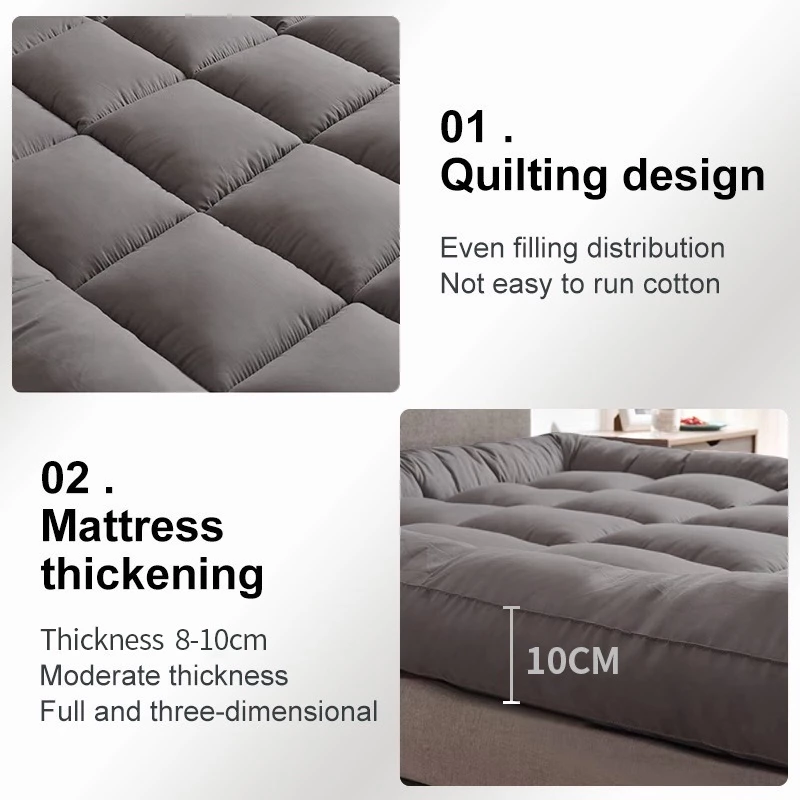 01 .
Quilting design
Even filling distribution
Not easy to run cotton
02 .
Mattress
thickening
Thickness 8-10cm
Moderate thickness
Full and three-dimensional
10CM